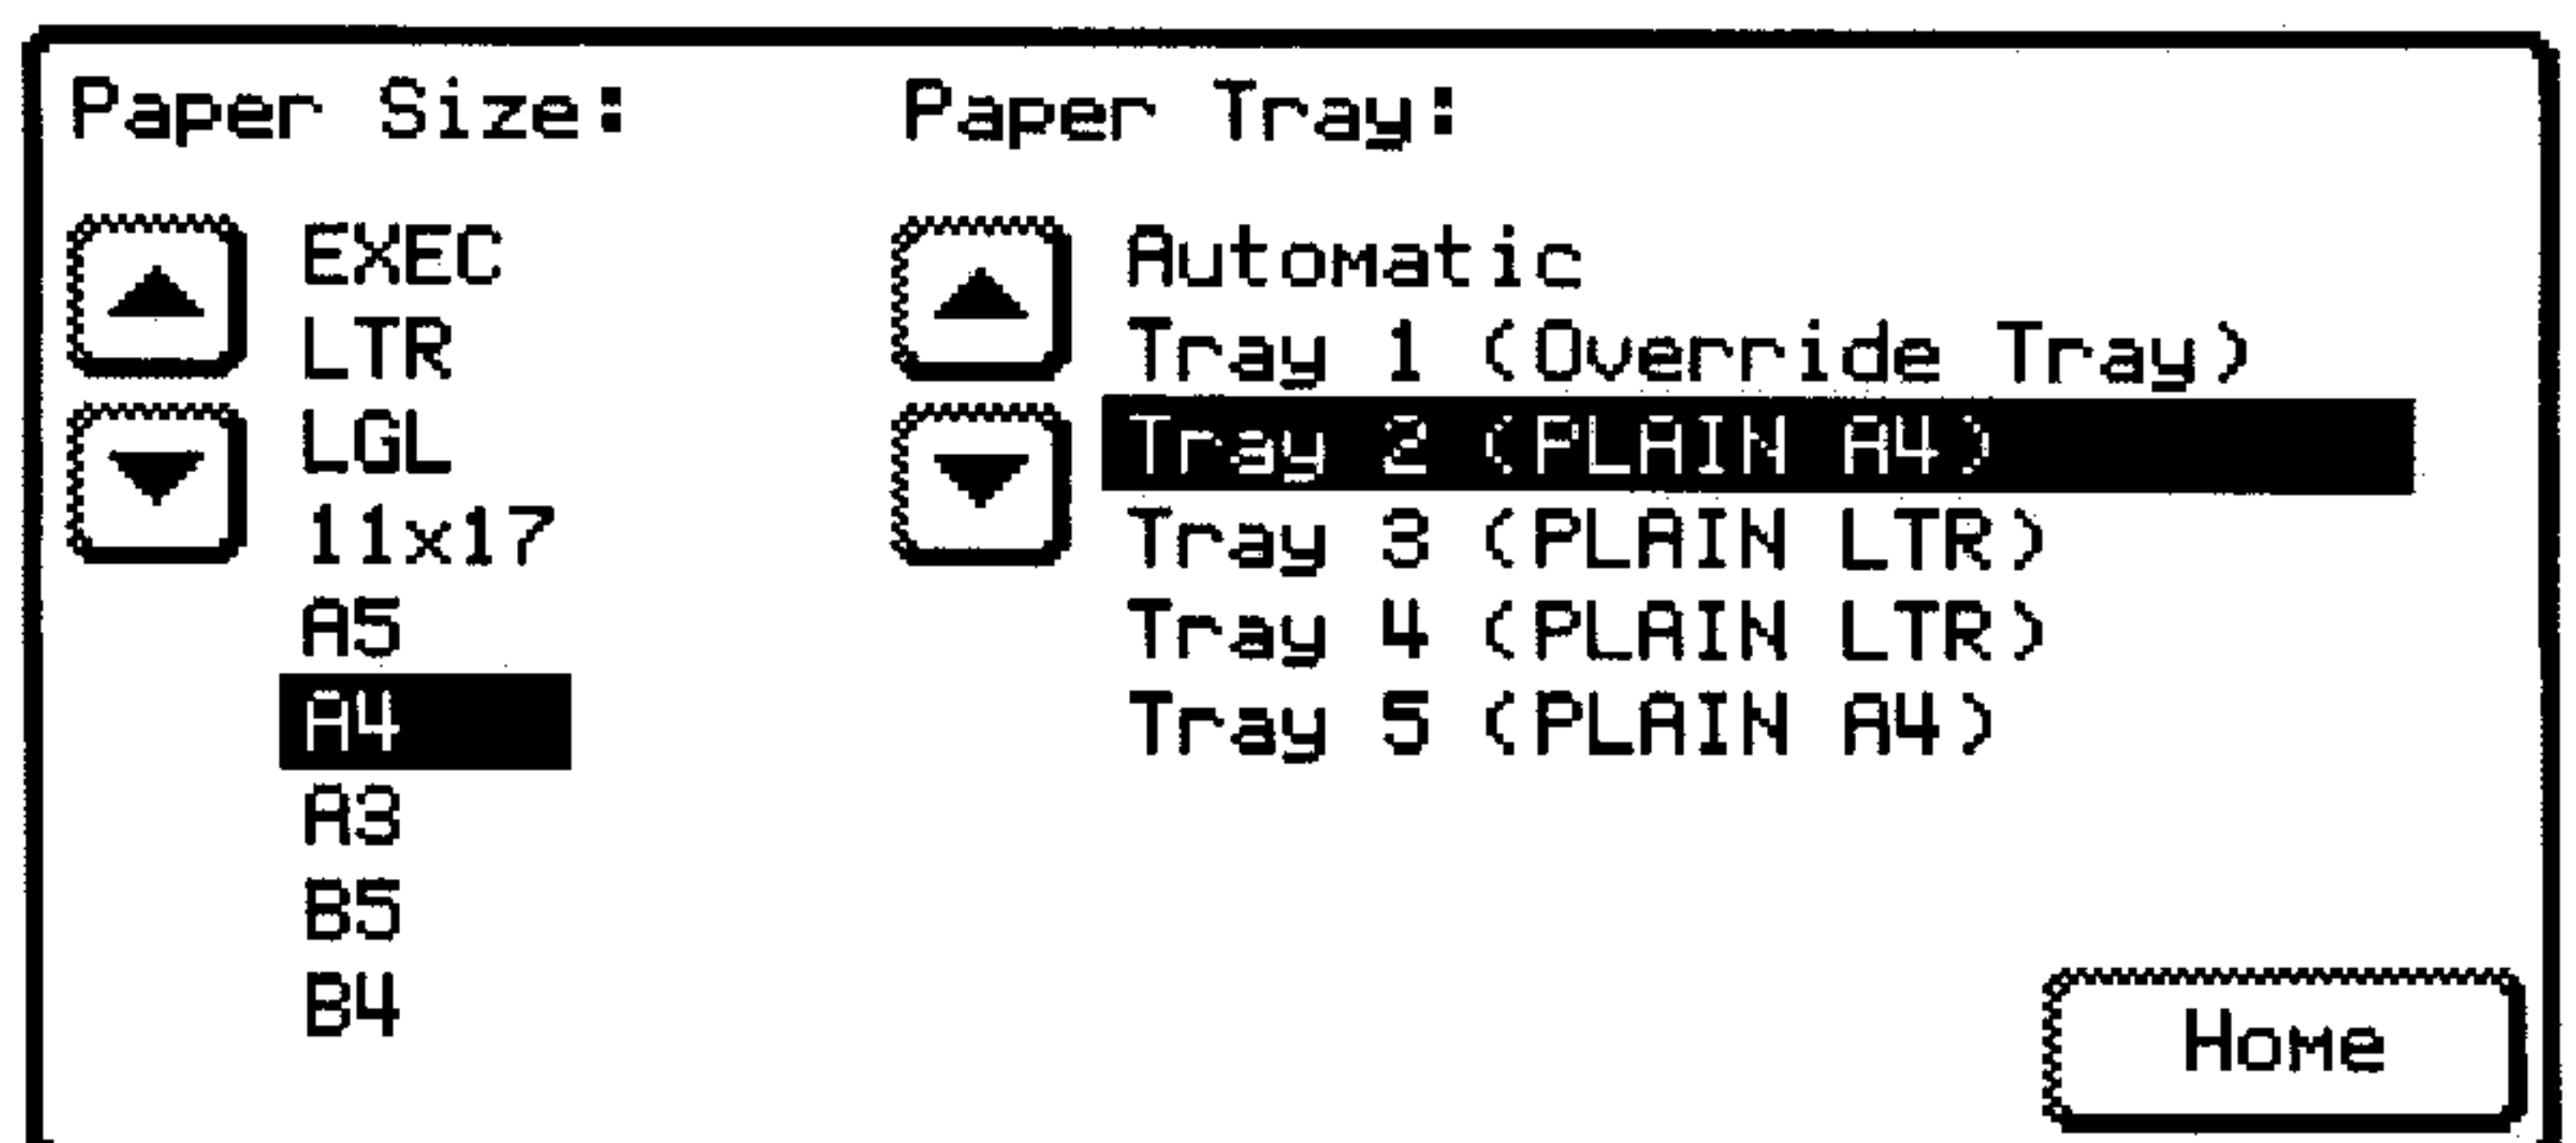 Paper Size:
EXEC
LTR
LGL
11x17
A5
A4
A3
B5
B4
Paper Tray:
Automatic
Tray 1 (Override Tray)
Tray 2 (PLAIN A4)
Tray 3 (PLAIN LTR)
Tray 4 (PLAIN LTR)
Tray 5 (PLAIN A4)
Home